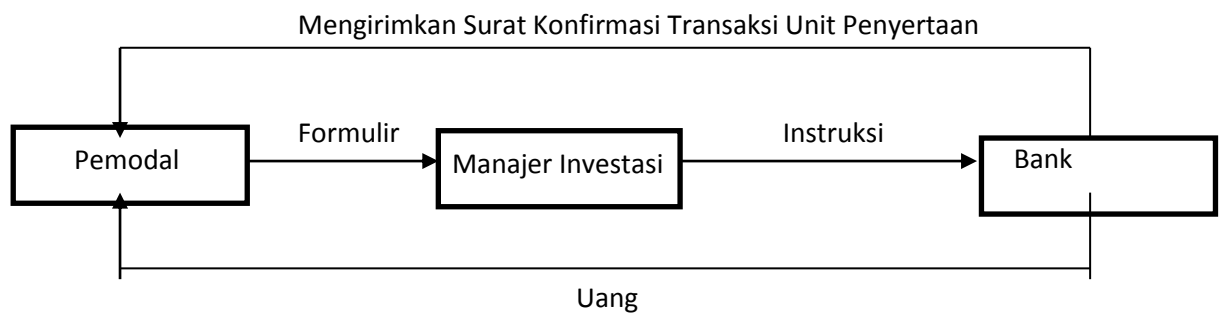 Mengirimkan Surat Konfirmasi Transaksi Unit Penyertaan
Formulir
Instruksi
Pemodal
Manajer Investasi
Bank
Uang